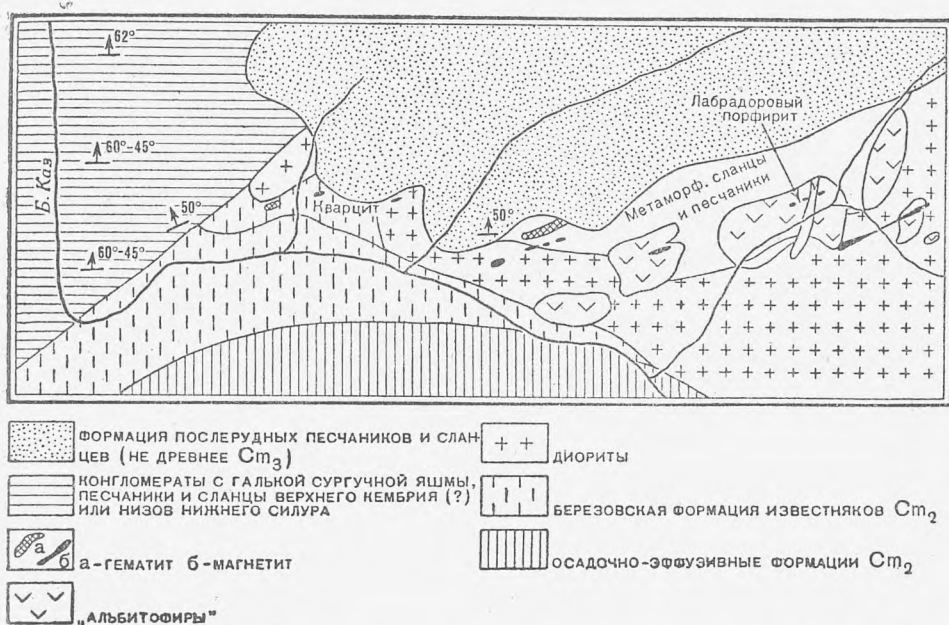 62°
60°–45°
Б. Каз
50°
60°–45°
Кварцит
50°
Лабрадоровый
порфирит
Метаморф. сланцы
и песчаники
ФОРМАЦИЯ ПОСЛЕРУДНЫХ ПЕСЧАНИКОВ И СЛАН-
ЦЕВ (НЕ ДРЕВНЕЕ Cm3)
КОНГЛОМЕРАТЫ С ГАЛЬКОЙ СУРГУЧНОЙ ЯШМЫ,
ПЕСЧАНИКИ И СЛАНЦЫ ВЕРХНЕГО КЕМБРИЯ (?)
ИЛИ НИЗОВ НИЖНЕГО СИЛУРА
а б
а-ГЕМАТИТ б-МАГНЕТИТ
„АЛЬБИТОФИРЫ"
ДИОРИТЫ
БЕРЕЗОВСКАЯ ФОРМАЦИЯ ИЗВЕСТНЯКОВ Cm2
ОСАДОЧНО-ЭФФУЗИВНЫЕ ФОРМАЦИИ Cm2